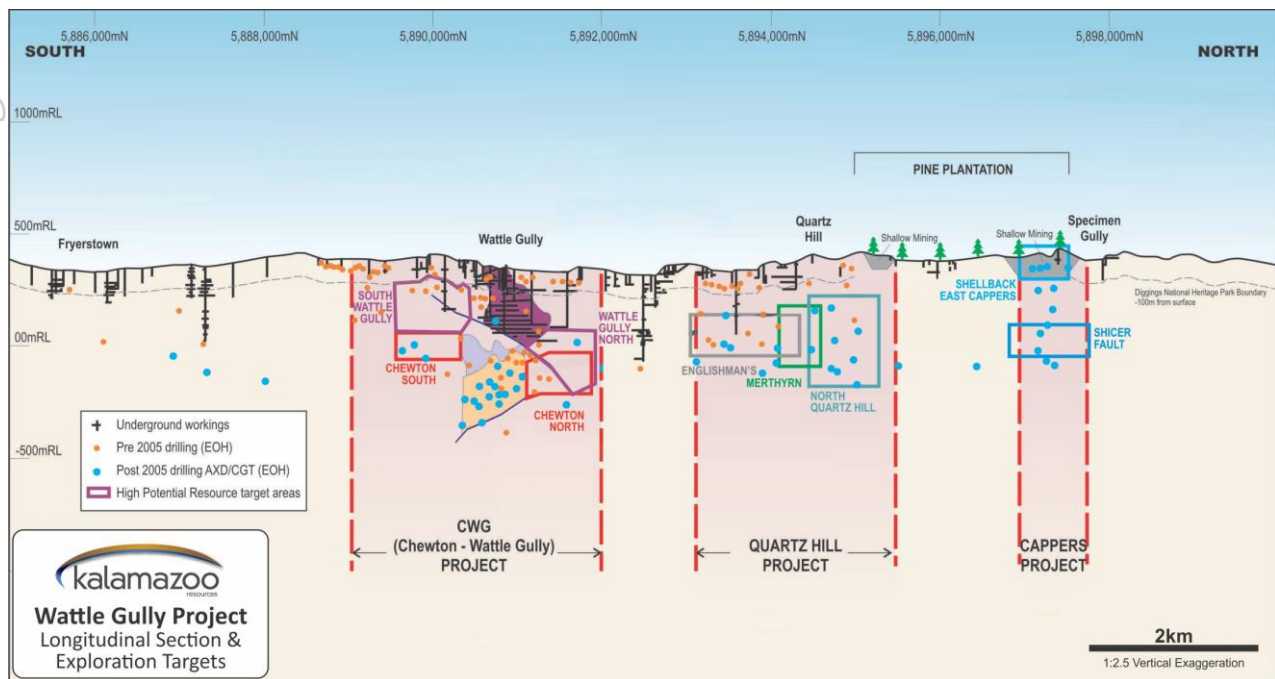 5,886,000mN
5,888,000mN
5,890,000mN
5,892,000mN
5,894,000mN
5,896,000mN
5,898,000mN
SOUTH
NORTH
1000mRL
PINE PLANTATION
500mRL
Fryerstown
Wattle Gully
Quartz
Hill
Shallow Mining
Shallow Mining
Specimen
Gully
SOUTH
WATTLE
GULLY
WATTLE
GULLY
NORTH
SHELLBACK
EAST CAPPERS
Diggings National Heritage Park Boundary
-100m from surface
00mRL
CHEWTON
SOUTH
ENGLISHMAN'S
MERTHYRN
SHICER
FAULT
NORTH
QUARTZ HILL
CHEWTON
NORTH
-500mRL
Underground workings
Pre 2005 drilling (EOH)
Post 2005 drilling AXD/CGT (EOH)
High Potential Resource target areas
CWG
(Chewton - Wattle Gully)
PROJECT
QUARTZ HILL
PROJECT
CAPPERS
PROJECT
kalamazoo
resources
Wattle Gully Project
Longitudinal Section &
Exploration Targets
2km
1:2.5 Vertical Exaggeration